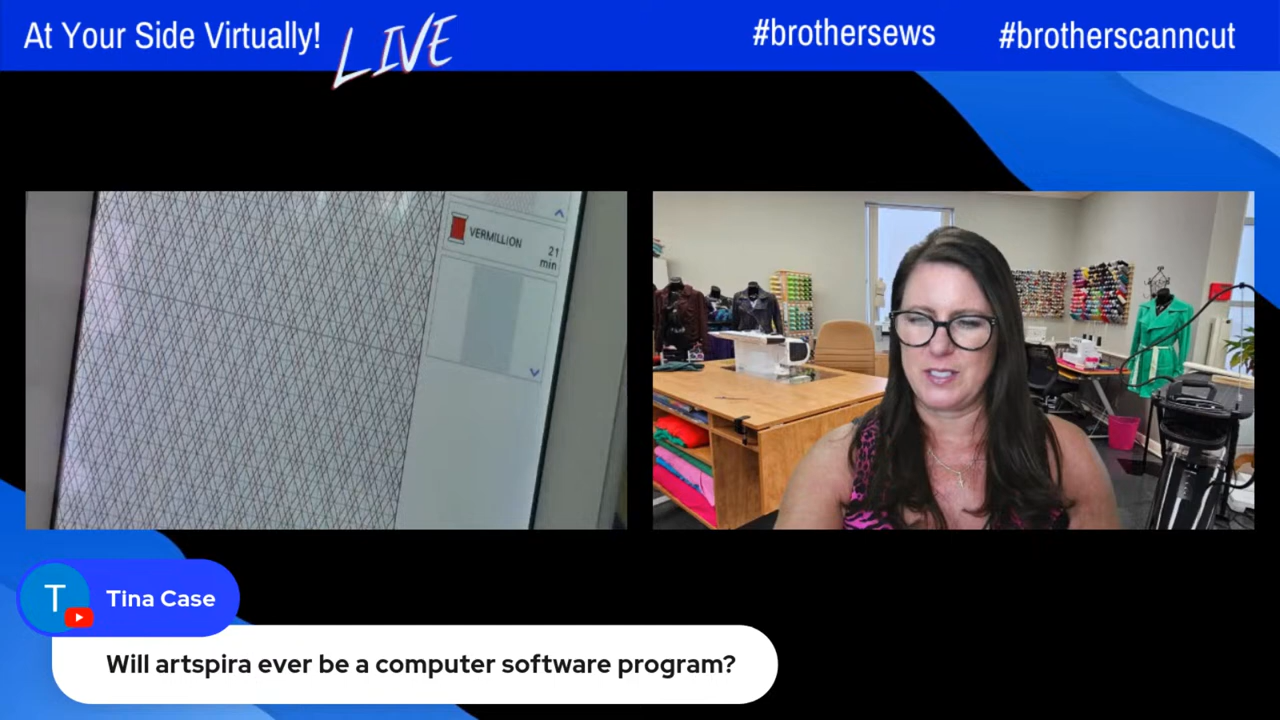 At Your Side Virtually! LIVE #brothersews #brotherscanncut
VERMILLION
21
min
T Tina Case
Will artspira ever be a computer software program?